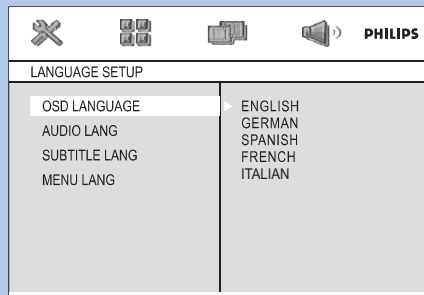 PHILIPS
LANGUAGE SETUP
OSD LANGUAGE
AUDIO LANG
SUBTITLE LANG
MENU LANG
ENGLISH
GERMAN
SPANISH
FRENCH
ITALIAN